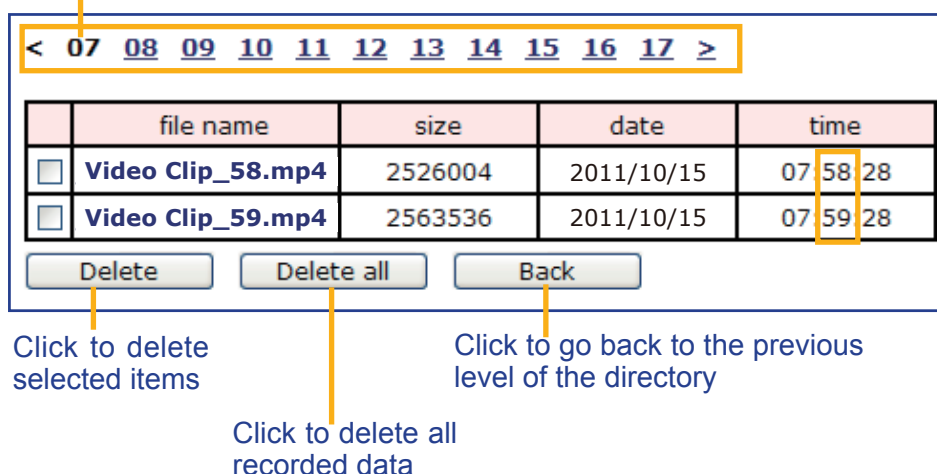 < 07 08 09 10 11 12 13 14 15 16 17 >
file name size date time
Video Clip_58.mp4 2526004 2011/10/15 07:58:28
Video Clip_59.mp4 2563536 2011/10/15 07:59:28
Delete Delete all Back
Click to delete
selected items
Click to go back to the previous
level of the directory
Click to delete all
recorded data